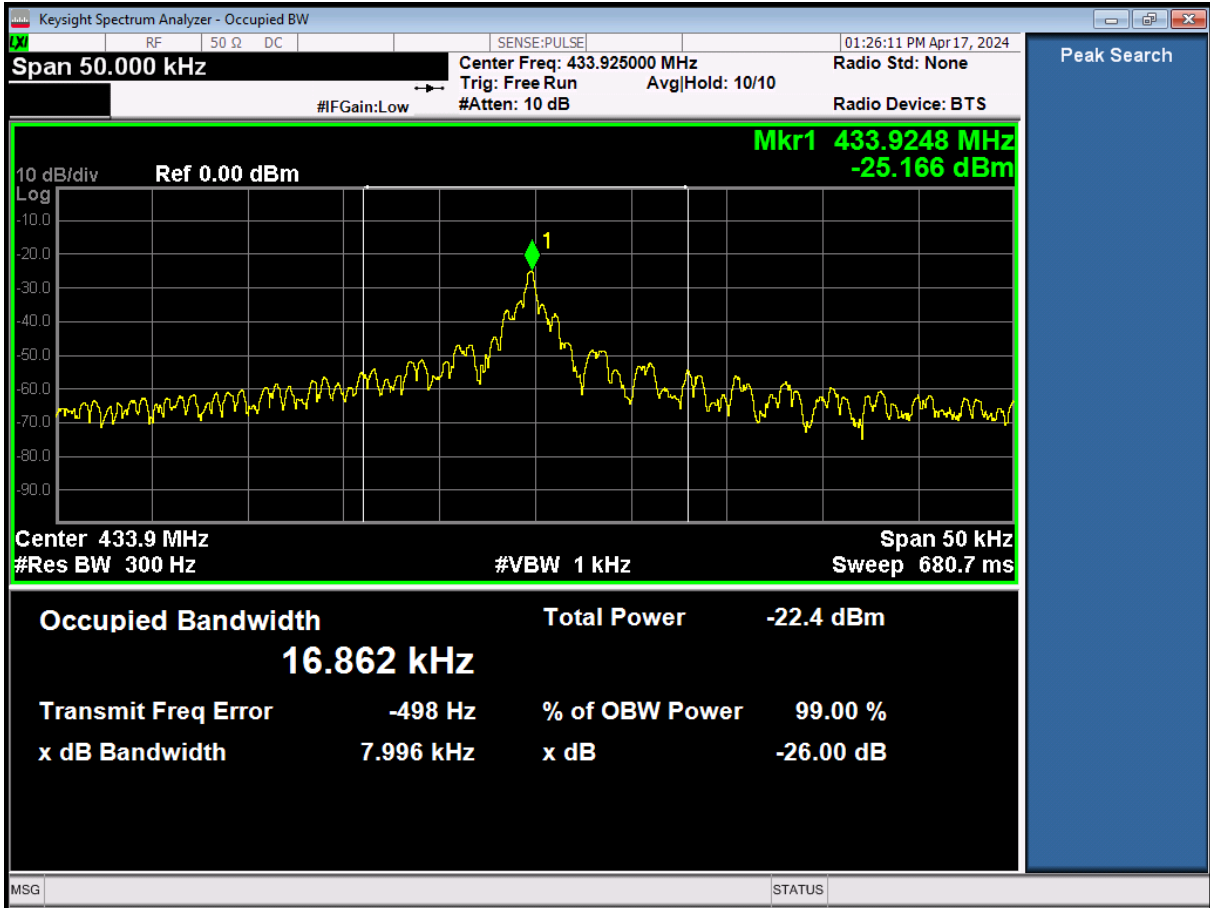 Keysight Spectrum Analyzer - Occupied BW
LXI RF 50 Ω DC SENSE:PULSE 01:26:11 PM Apr 17, 2024
Span 50.000 kHz
Center Freq: 433.925000 MHz Radio Std: None
Trig: Free Run Avg|Hold: 10/10
#IFGain:Low #Atten: 10 dB Radio Device: BTS
Peak Search
Mkr1 433.9248 MHz
-25.166 dBm
10 dB/div Ref 0.00 dBm
Log
-10.0
1
-20.0
-30.0
-40.0
-50.0
-60.0
-70.0
-80.0
-90.0
Center 433.9 MHz Span 50 kHz
#Res BW 300 Hz #VBW 1 kHz Sweep 680.7 ms
Occupied Bandwidth Total Power -22.4 dBm
16.862 kHz
Transmit Freq Error -498 Hz % of OBW Power 99.00 %
x dB Bandwidth 7.996 kHz x dB -26.00 dB
MSG STATUS